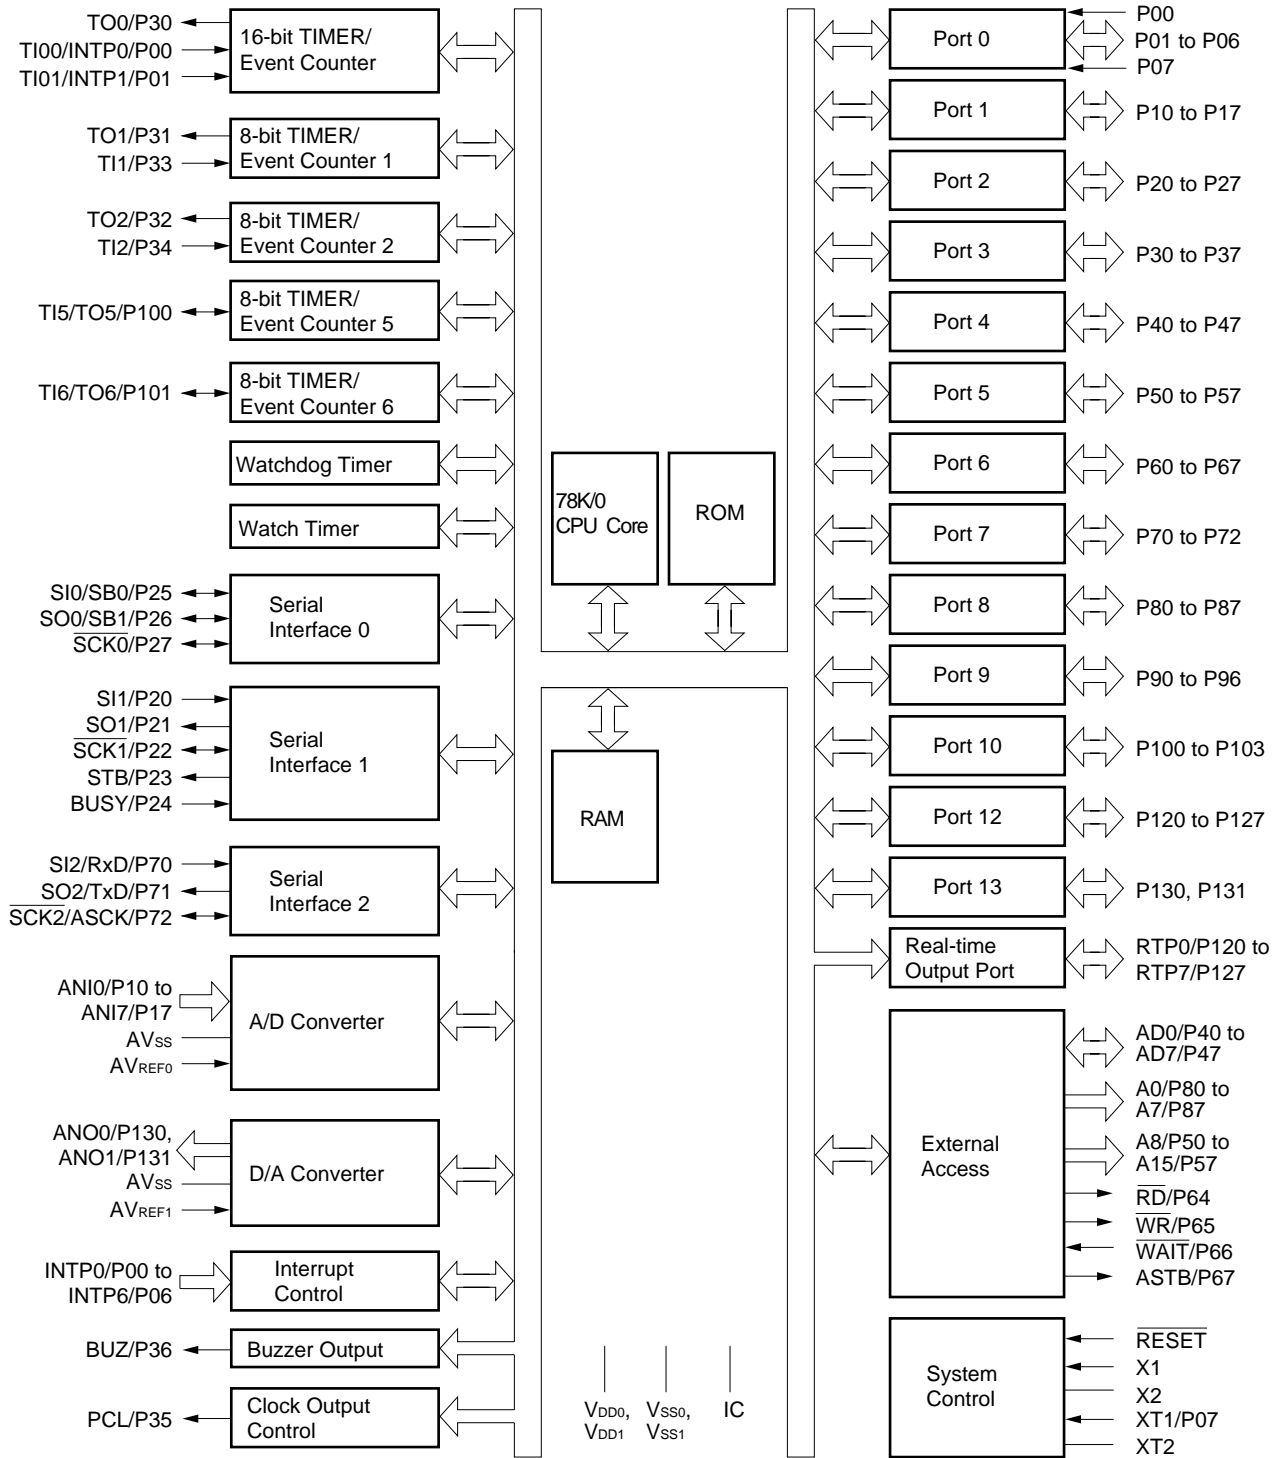 TO0/P30
TI00/INTP0/P00
TI01/INTP1/P01
16-bit TIMER/
Event Counter
TO1/P31
TI1/P33
8-bit TIMER/
Event Counter 1
TO2/P32
TI2/P34
8-bit TIMER/
Event Counter 2
TI5/TO5/P100
8-bit TIMER/
Event Counter 5
TI6/TO6/P101
8-bit TIMER/
Event Counter 6
Watchdog Timer
Watch Timer
SI0/SB0/P25
SO0/SB1/P26
S̅C̅K̅0̅/P27
Serial
Interface 0
SI1/P20
SO1/P21
S̅C̅K̅1̅/P22
STB/P23
BUSY/P24
Serial
Interface 1
SI2/RxD/P70
SO2/TxD/P71
S̅C̅K̅2̅/ASCK/P72
Serial
Interface 2
ANI0/P10 to
ANI7/P17
AVSS
AVREF0
A/D Converter
ANO0/P130,
ANO1/P131
AVSS
AVREF1
D/A Converter
INTP0/P00 to
INTP6/P06
Interrupt
Control
BUZ/P36
Buzzer Output
PCL/P35
Clock Output
Control
78K/0
CPU Core
ROM
RAM
VDD0,
VDD1
VSS0,
VSS1
IC
Port 0
P00
P01 to P06
P07
Port 1
P10 to P17
Port 2
P20 to P27
Port 3
P30 to P37
Port 4
P40 to P47
Port 5
P50 to P57
Port 6
P60 to P67
Port 7
P70 to P72
Port 8
P80 to P87
Port 9
P90 to P96
Port 10
P100 to P103
Port 12
P120 to P127
Port 13
P130, P131
Real-time
Output Port
RTP0/P120 to
RTP7/P127
External
Access
AD0/P40 to
AD7/P47
A0/P80 to
A7/P87
A8/P50 to
A15/P57
R̅D̅/P64
W̅R̅/P65
W̅A̅I̅T̅/P66
ASTB/P67
System
Control
R̅E̅S̅E̅T̅
X1
X2
XT1/P07
XT2